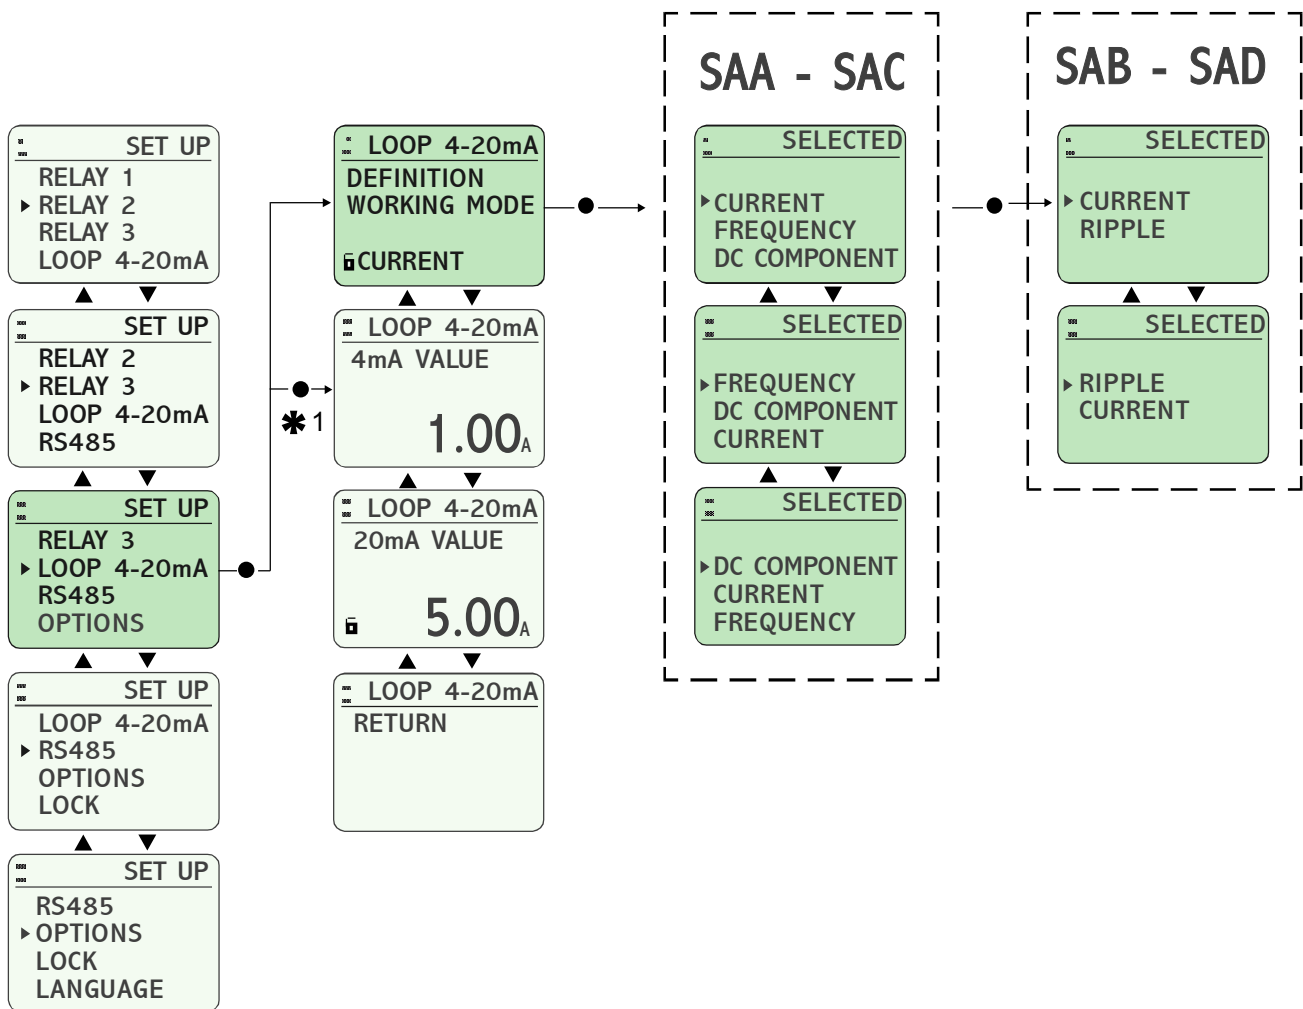 SAA - SAC
SAB - SAD
SET UP
RELAY 1
RELAY 2
RELAY 3
LOOP 4-20mA
SET UP
RELAY 2
RELAY 3
LOOP 4-20mA
RS485
SET UP
RELAY 3
LOOP 4-20mA
RS485
OPTIONS
SET UP
LOOP 4-20mA
RS485
OPTIONS
LOCK
SET UP
RS485
OPTIONS
LOCK
LANGUAGE
✱ 1
LOOP 4-20mA
DEFINITION
WORKING MODE
CURRENT
LOOP 4-20mA
4mA VALUE
1.00A
LOOP 4-20mA
20mA VALUE
5.00A
LOOP 4-20mA
RETURN
SELECTED
CURRENT
FREQUENCY
DC COMPONENT
SELECTED
FREQUENCY
DC COMPONENT
CURRENT
SELECTED
DC COMPONENT
CURRENT
FREQUENCY
SELECTED
CURRENT
RIPPLE
SELECTED
RIPPLE
CURRENT